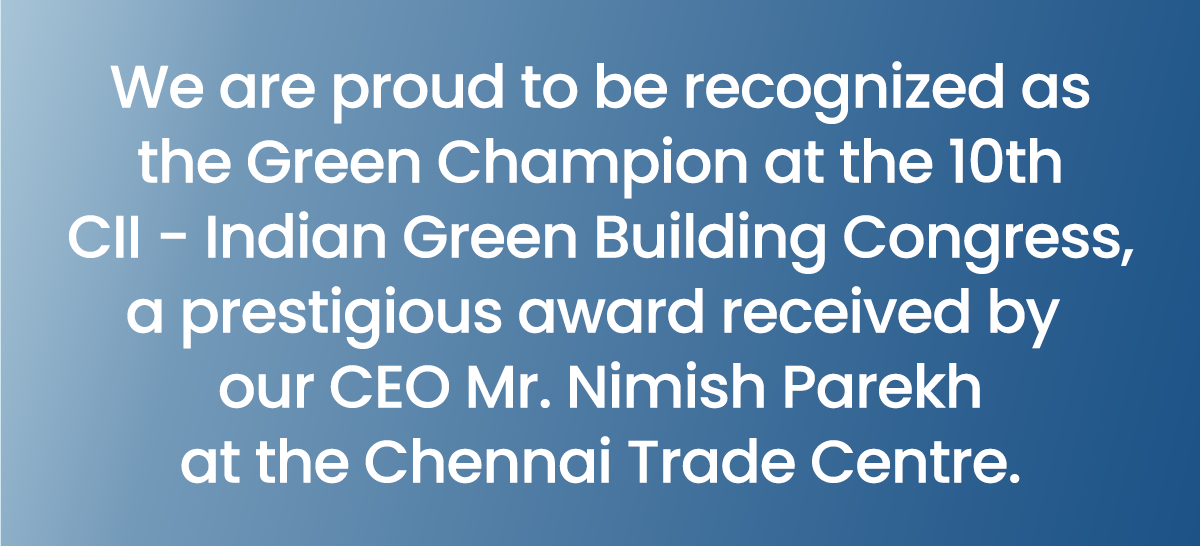 We are proud to be recognized as
the Green Champion at the 10th
CII - Indian Green Building Congress,
a prestigious award received by
our CEO Mr. Nimish Parekh
at the Chennai Trade Centre.